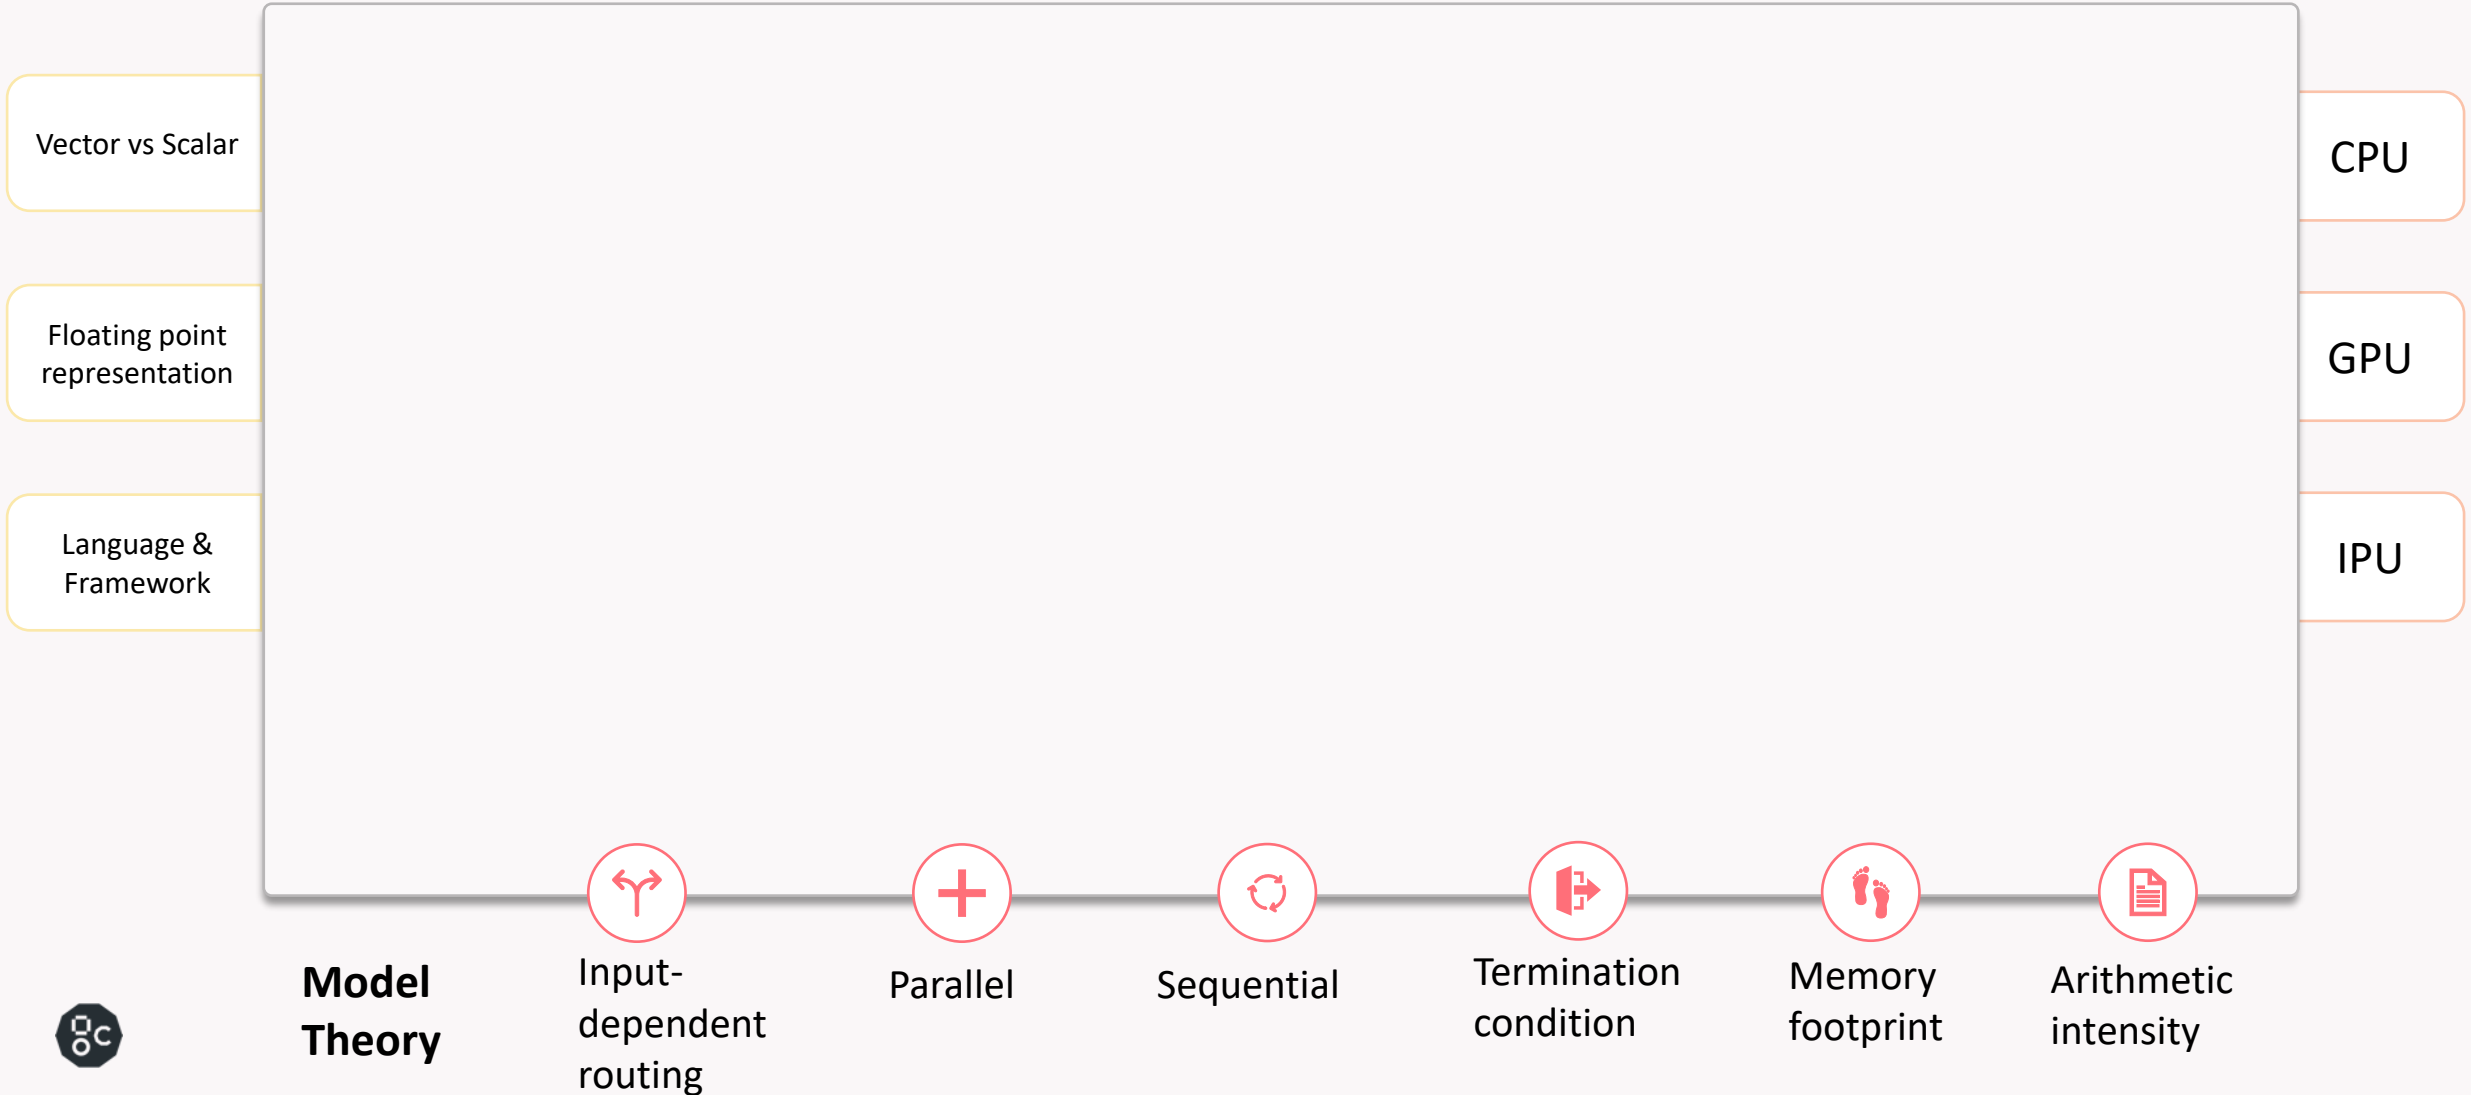 Vector vs Scalar
CPU
Floating point
representation
GPU
Language &
Framework
IPU
Model
Theory
Input-
dependent
routing
Parallel
Sequential
Termination
condition
Memory
footprint
Arithmetic
intensity
gc